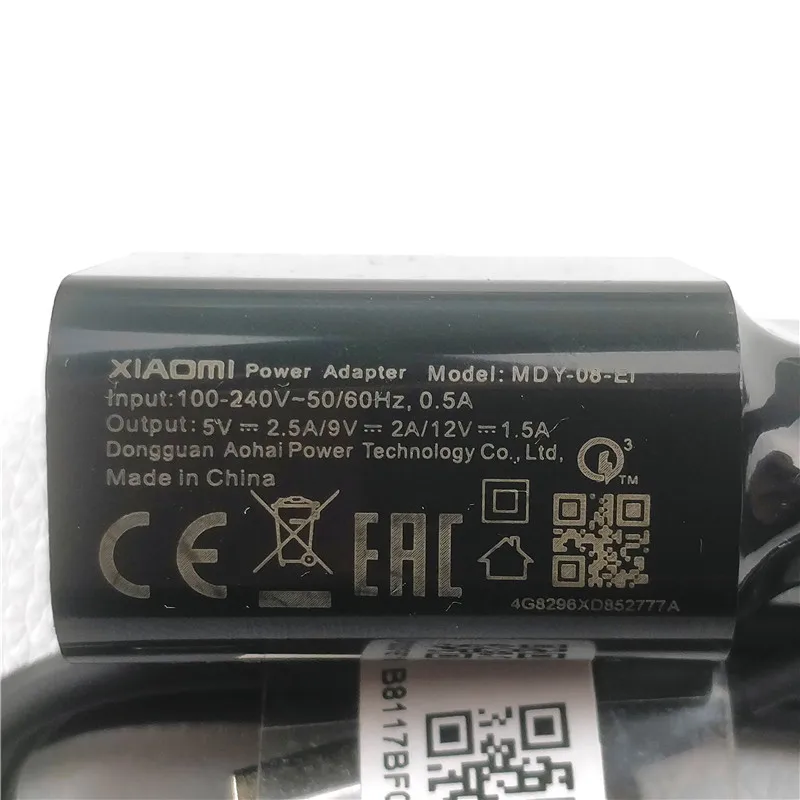 XIAOMI Power Adapter Model: MDY-08-EI
Input: 100-240V~50/60Hz, 0.5A
Output: 5V ⎓ 2.5A/9V ⎓ 2A/12V ⎓ 1.5A
Dongguan Aohai Power Technology Co., Ltd,
Made in China
3
TM
CE EAC
4G8296XD852777A